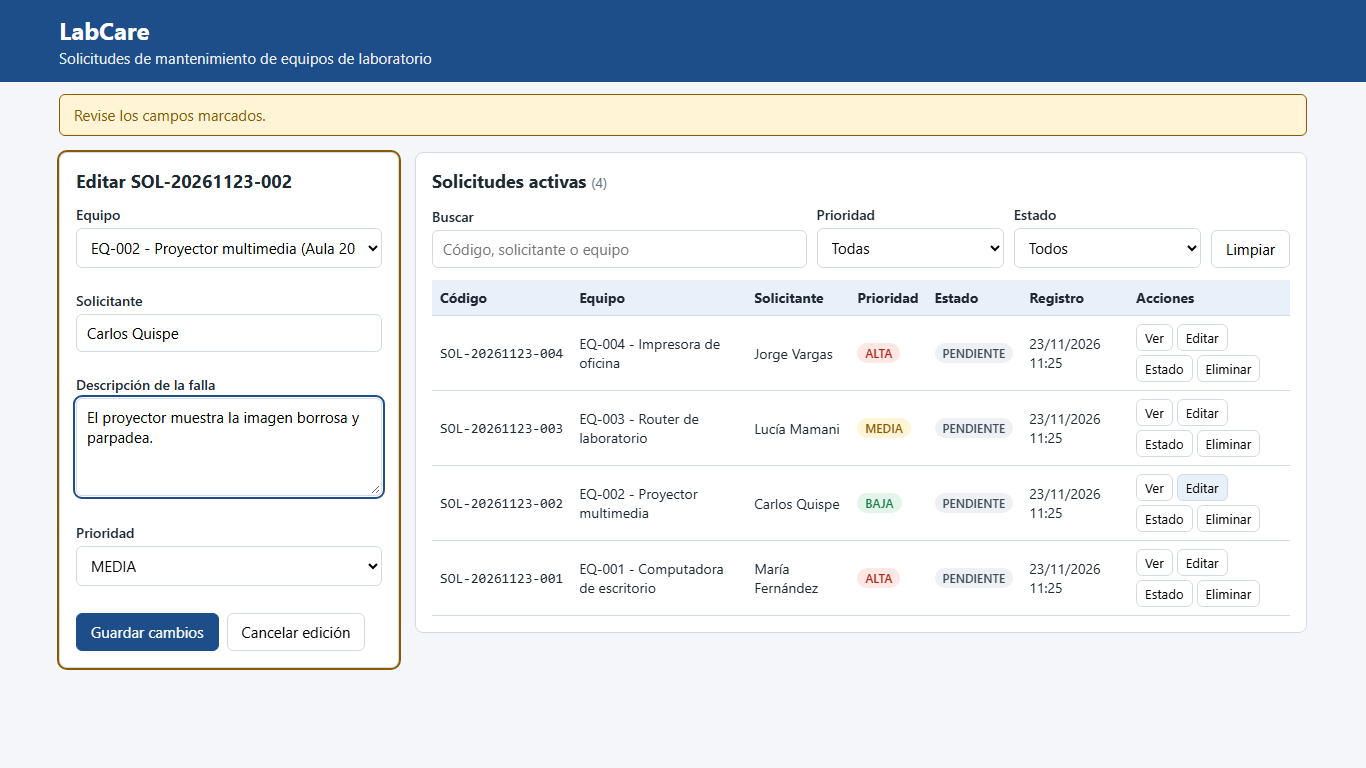 LabCare
Solicitudes de mantenimiento de equipos de laboratorio
Revise los campos marcados.
Editar SOL-20261123-002
Equipo
EQ-002 - Proyector multimedia (Aula 20
Solicitante
Carlos Quispe
Descripción de la falla
El proyector muestra la imagen borrosa y
parpadea.
Prioridad
MEDIA
Guardar cambios Cancelar edición
Solicitudes activas (4)
Buscar Prioridad Estado
Código, solicitante o equipo Todas Todos Limpiar
Código Equipo Solicitante Prioridad Estado Registro Acciones
SOL-20261123-004 EQ-004 - Impresora de oficina Jorge Vargas ALTA PENDIENTE 23/11/2026 11:25 Ver Editar Estado Eliminar
SOL-20261123-003 EQ-003 - Router de laboratorio Lucía Mamani MEDIA PENDIENTE 23/11/2026 11:25 Ver Editar Estado Eliminar
SOL-20261123-002 EQ-002 - Proyector multimedia Carlos Quispe BAJA PENDIENTE 23/11/2026 11:25 Ver Editar Estado Eliminar
SOL-20261123-001 EQ-001 - Computadora de escritorio María Fernández ALTA PENDIENTE 23/11/2026 11:25 Ver Editar Estado Eliminar